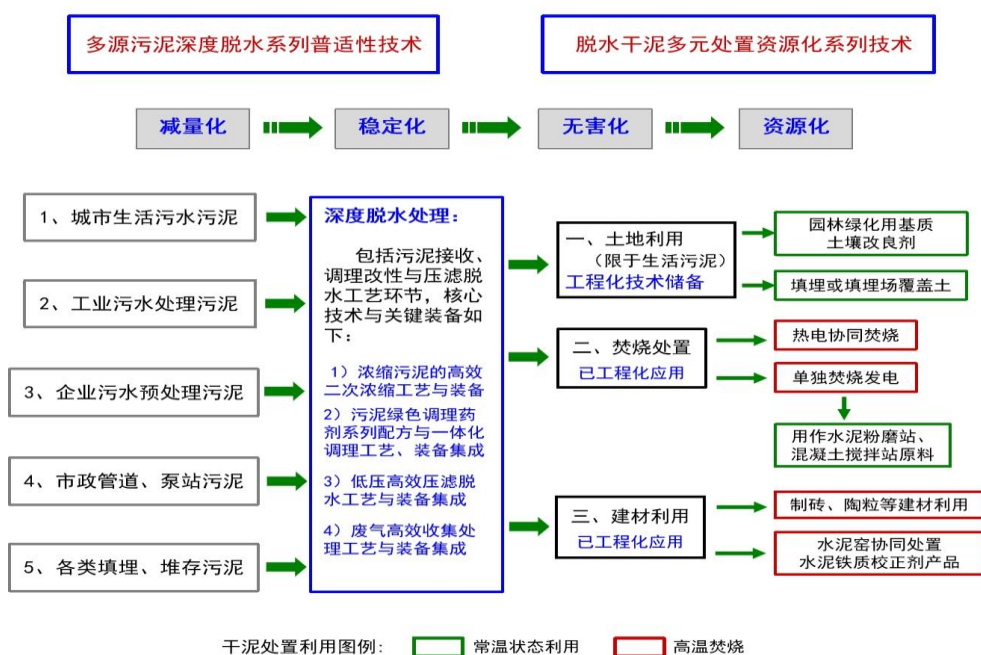 多源污泥深度脱水系列普适性技术
脱水干泥多元处置资源化系列技术
减量化
稳定化
无害化
资源化
1、城市生活污水污泥
2、工业污水处理污泥
3、企业污水预处理污泥
4、市政管道、泵站污泥
5、各类填埋、堆存污泥
深度脱水处理：
包括污泥接收、
调理改性与压滤脱
水工艺环节，核心
技术与关键装备如
下：
1）浓缩污泥的高效
二次浓缩工艺与装备
2）污泥绿色调理药
剂系列配方与一体化
调理工艺、装备集成
3）低压高效压滤脱
水工艺与装备集成
4）废气高效收集处
理工艺与装备集成
一、土地利用
（限于生活污泥）
工程化技术储备
二、焚烧处置
已工程化应用
三、建材利用
已工程化应用
园林绿化用基质
土壤改良剂
填埋或填埋场覆盖土
热电协同焚烧
单独焚烧发电
用作水泥粉磨站、
混凝土搅拌站原料
制砖、陶粒等建材利用
水泥窑协同处置
水泥铁质校正剂产品
干泥处置利用图例：
常温状态利用
高温焚烧